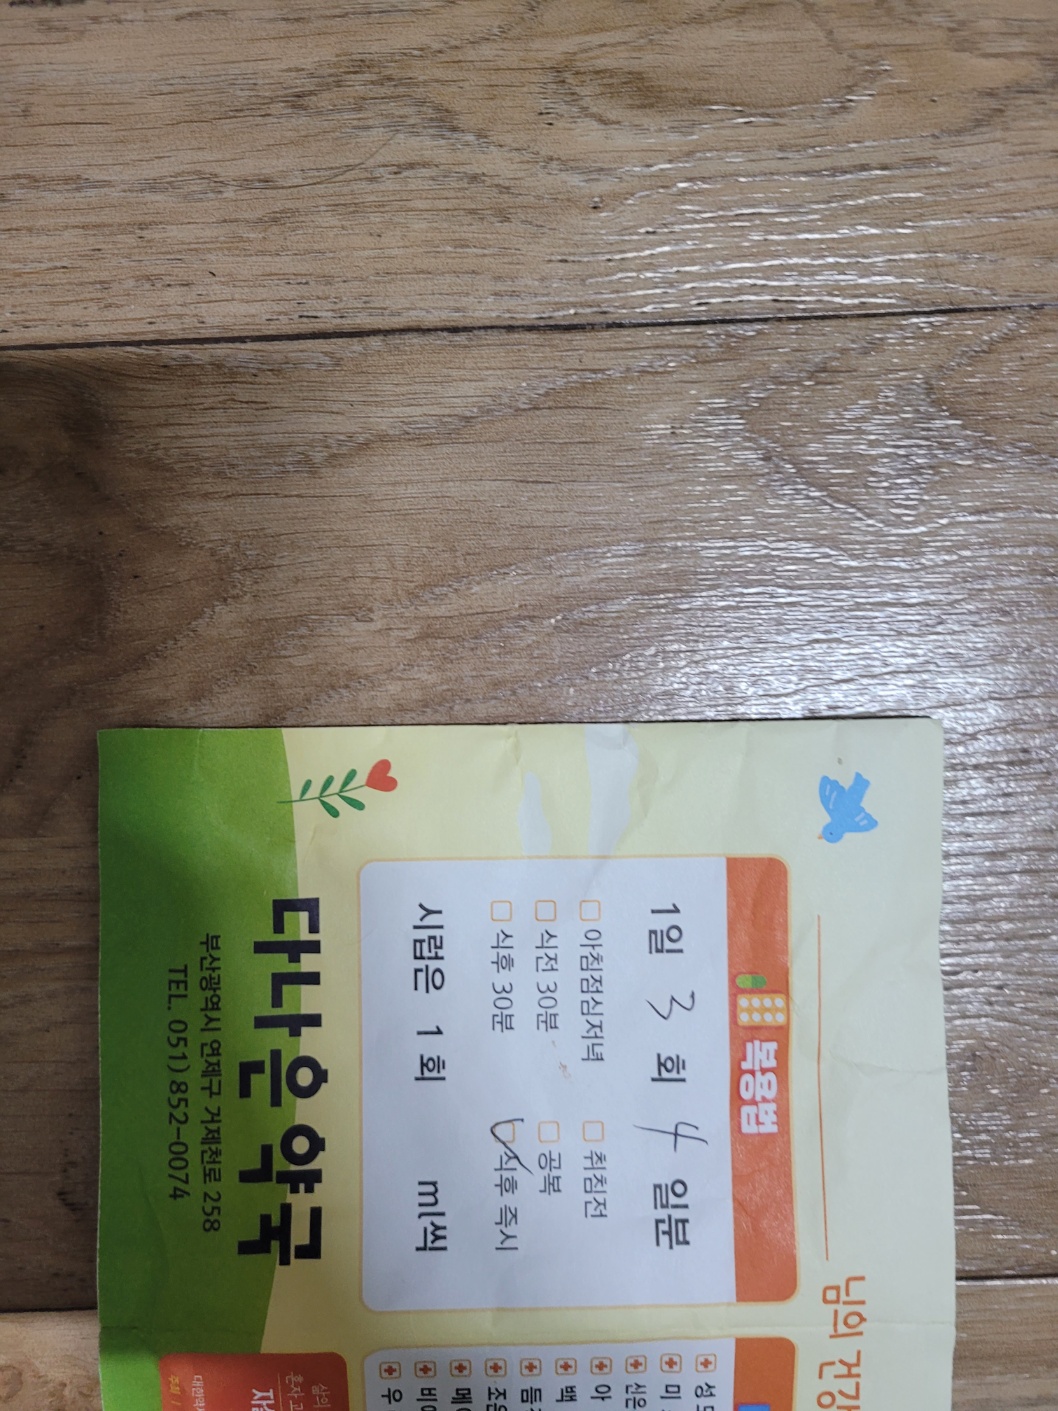 님의 건강
복용법
1일 3 회 4 일분
□ 아침점심저녁 □ 취침전
□ 식전 30분 □ 공복
□ 식후 30분 ☑ 식후 즉시
시럽은 1 회 ml씩
다나은약국
부산광역시 연제구 거제천로 258
TEL. 051) 852-0074